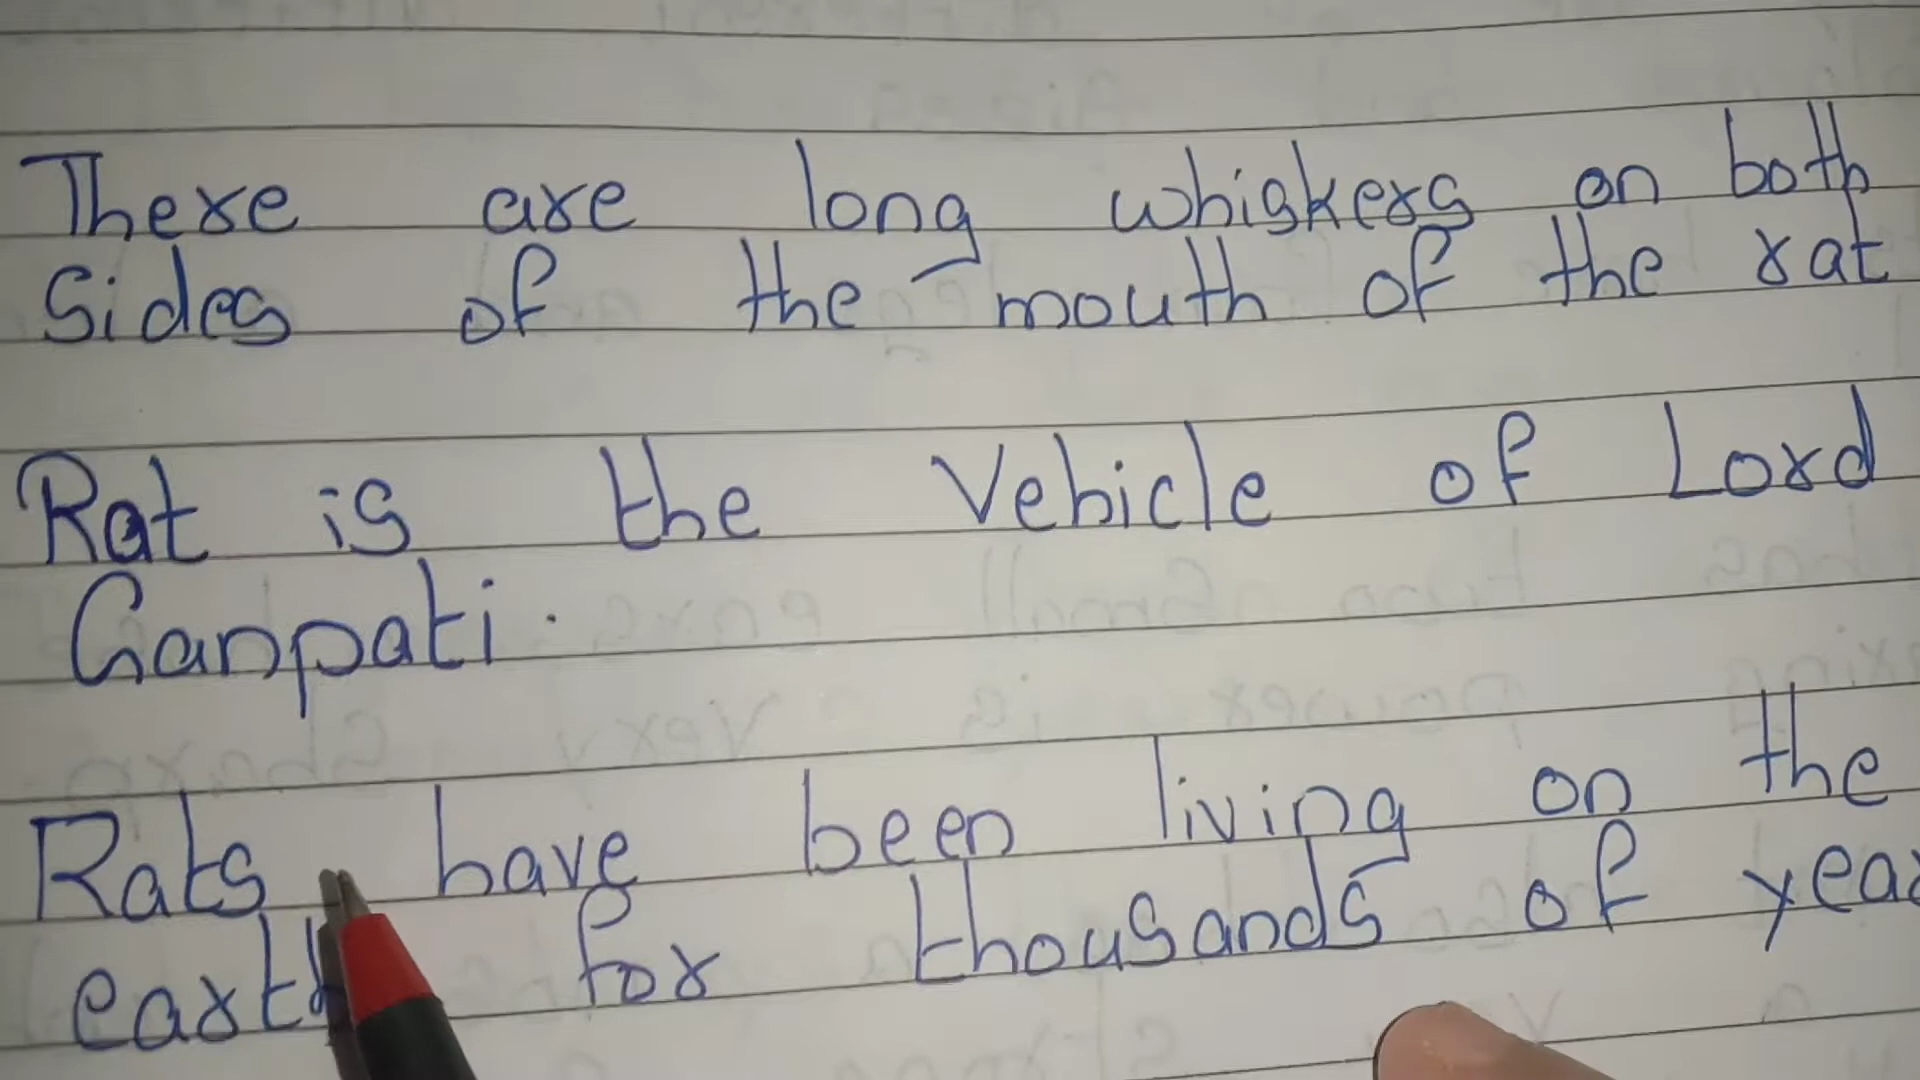 There are long whiskers on both
Sides of the mouth of the rat
Rat is the Vehicle of Lord
Ganpati.
Rats have been living on the
earth for thousands of